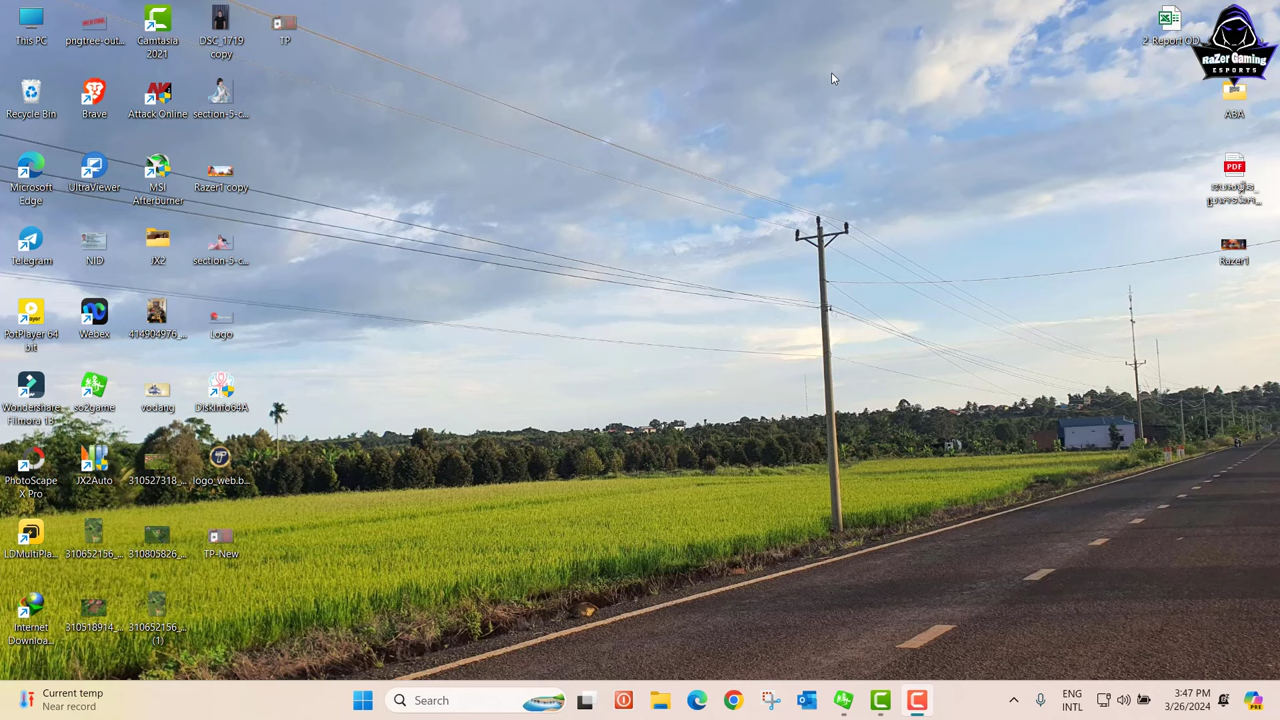 This PC
pngtree-out...
Camtasia
2021
DSC_1719
copy
TP
2-Report OD...
RaZer Gaming
ESPORTS
Recycle Bin
Brave
Attack Online
section-5-c...
ABA
Microsoft
Edge
UltraViewer
MSI
Afterburner
Razer1 copy
PDF
Telegram
NID
JX2
section-5-c...
Razer1
PotPlayer 64
bit
Webex
414904976_...
Logo
Wondershare
Filmora 13
so2game
vodang
DiskInfo64A
PhotoScape
X Pro
JX2Auto
310527318_...
logo_web.b...
LDMultiPla...
310652156_...
310805826_...
TP-New
Internet
Downloa...
310518914_...
310652156_...
(1)
Current temp
Near record
Search
ENG
INTL
3:47 PM
3/26/2024
PRE